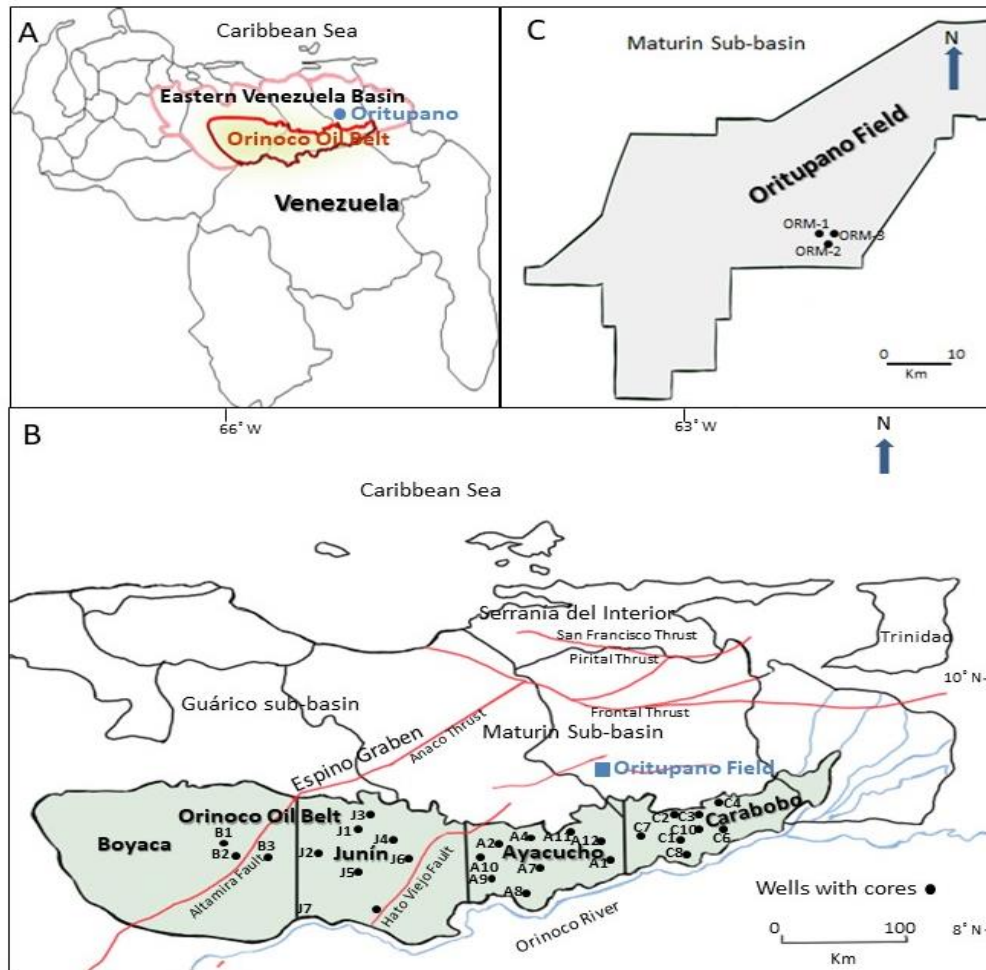 A
Caribbean Sea
Eastern Venezuela Basin
Oritupano
Orinoco Oil Belt
Venezuela
C
Maturin Sub-basin
N
Oritupano Field
ORM-1
ORM-3
ORM-2
0 10
Km
B
66° W
63° W
N
Caribbean Sea
Serranía del Interior
San Francisco Thrust
Trinidad
Pirital Thrust
10° N
Guárico sub-basin
Frontal Thrust
Anaco Thrust
Maturin Sub-basin
Espino Graben
Oritupano Field
Orinoco Oil Belt
Boyaca
B1
B2
B3
Altamira Fault
J3
J1
J4
J2
Junín
J6
J5
J7
Hato Viejo Fault
A2
A4
A11
A12
Ayacucho
A10
A7
A1
A9
A8
C4
C2
C3
Carabobo
C7
C10
C1
C6
C8
Orinoco River
Wells with cores
0 100
Km
8° N